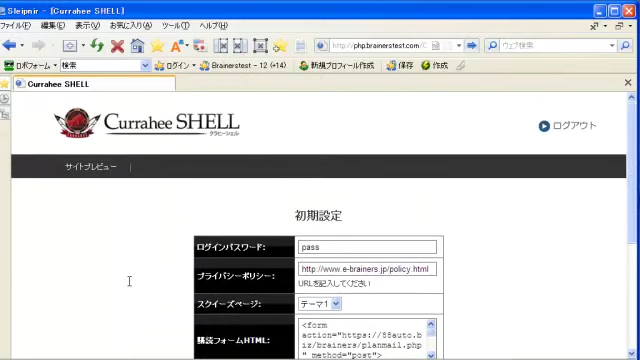 Sleipnir - [Currahee SHELL]
ファイル(F) 編集(E) 表示(V) お気に入り(A) ツール(T) ヘルプ(H)
http://php.brainerstest.com/C
ウェブ検索
ロボフォーム 検索 ログイン Brainerstest - 12 (+14) 新規プロフィール作成 保存 作成
Currahee SHELL
Currahee SHELL
クラヒーシェル
ログアウト
サイトプレビュー
初期設定
ログインパスワード: pass
プライバシーポリシー: http://www.e-brainers.jp/policy.html
URLを記入してください
スクイーズページ: テーマ1
購読フォームHTML: <form
action="https://88auto.b
iz/brainers/planmail.php
" method="post">